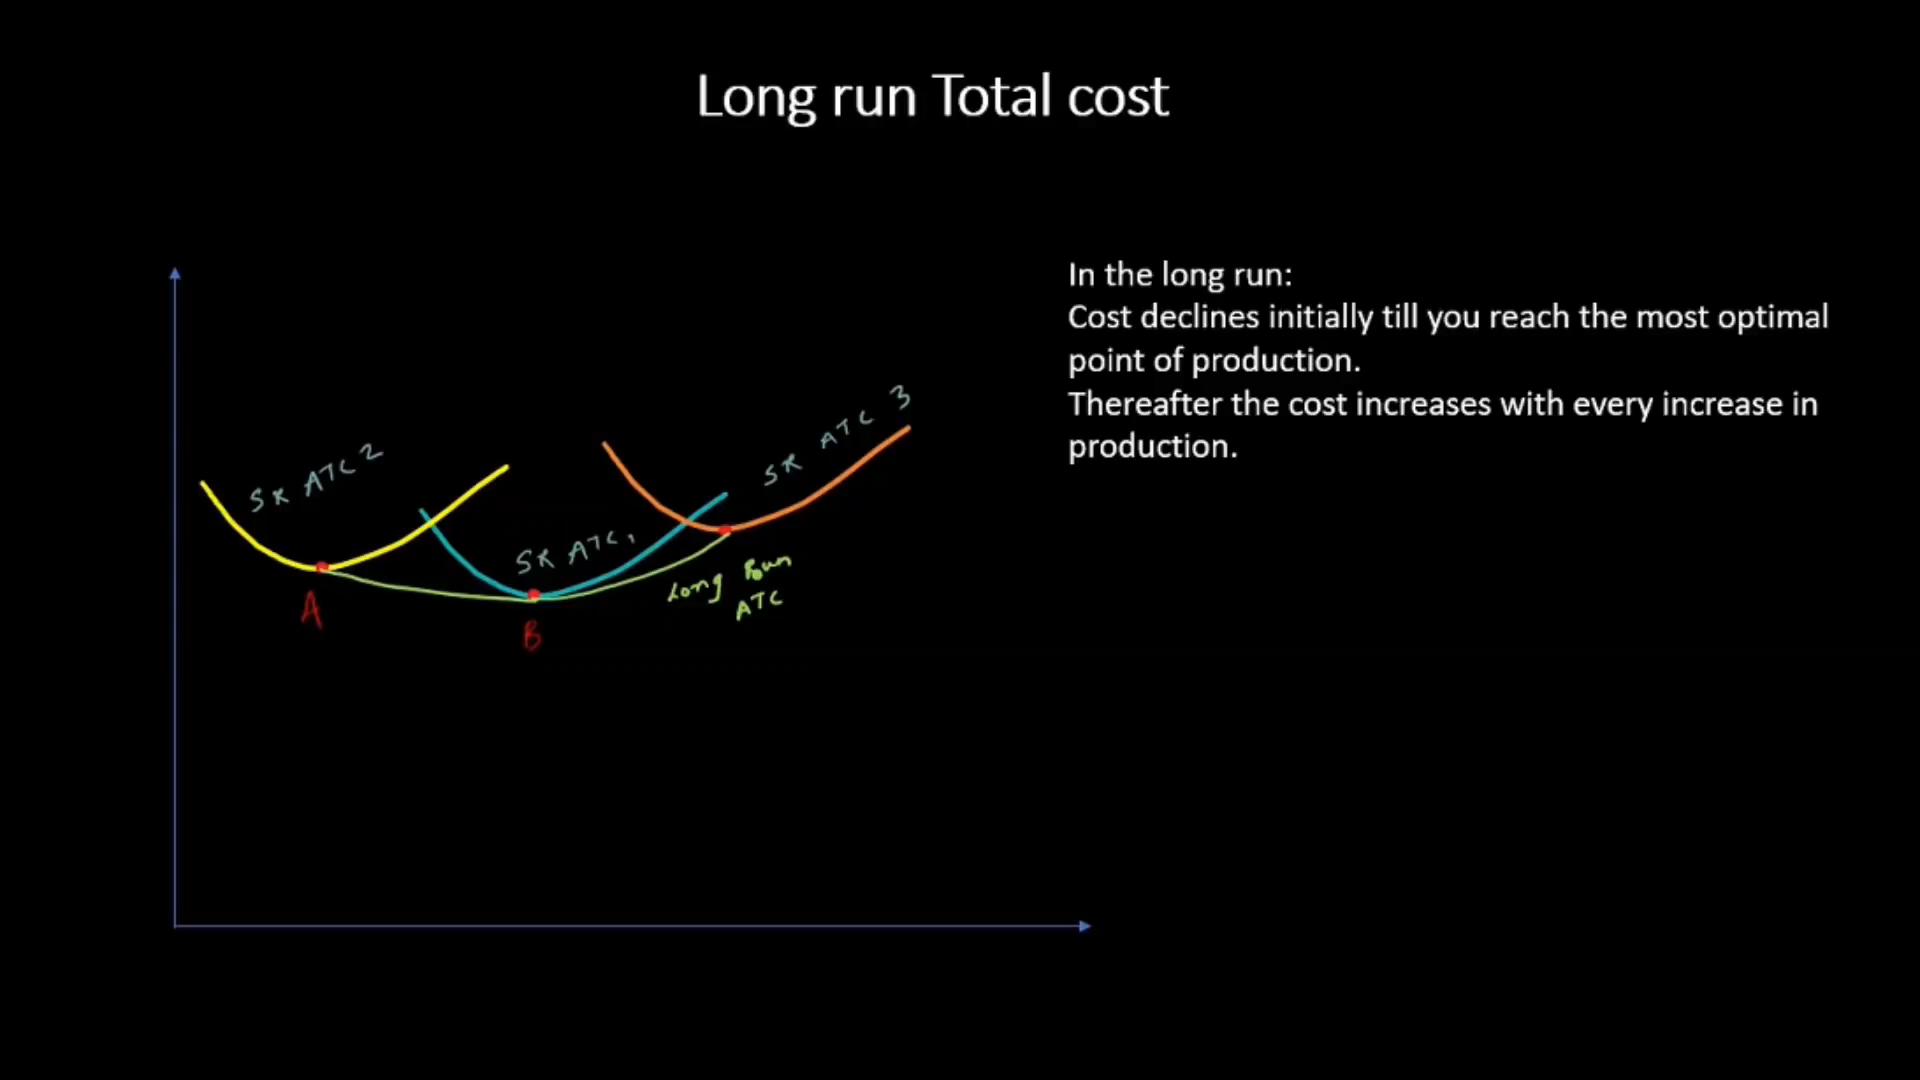 Long run Total cost
In the long run:
Cost declines initially till you reach the most optimal
point of production.
Thereafter the cost increases with every increase in
production.
SR ATC 2
SR ATC 1
SR ATC 3
Long Run
ATC
A
B